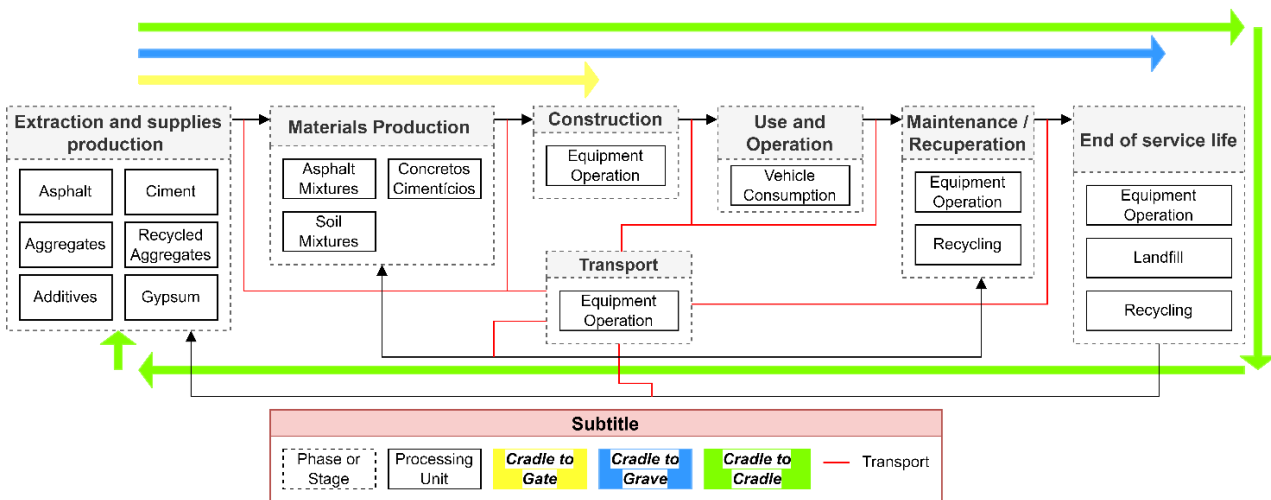 Extraction and supplies
production
Asphalt
Ciment
Aggregates
Recycled
Aggregates
Additives
Gypsum
Materials Production
Asphalt
Mixtures
Concretos
Cimentícios
Soil
Mixtures
Construction
Equipment
Operation
Use and
Operation
Vehicle
Consumption
Maintenance /
Recuperation
Equipment
Operation
Recycling
End of service life
Equipment
Operation
Landfill
Recycling
Transport
Equipment
Operation
Subtitle
Phase or
Stage
Processing
Unit
Cradle to
Gate
Cradle to
Grave
Cradle to
Cradle
Transport